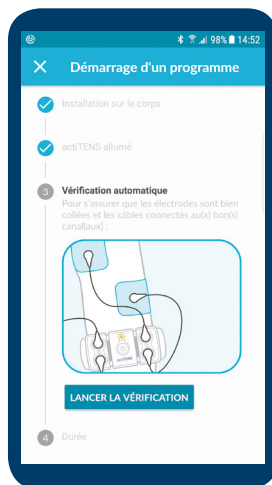 98% 14:52
Démarrage d'un programme
Installation sur le corps
actiTENS allumé
3 Vérification automatique
Pour s'assurer que les électrodes sont bien
collées et les câbles connectés au(x) bon(s)
canal(aux) :
LANCER LA VÉRIFICATION
4 Durée